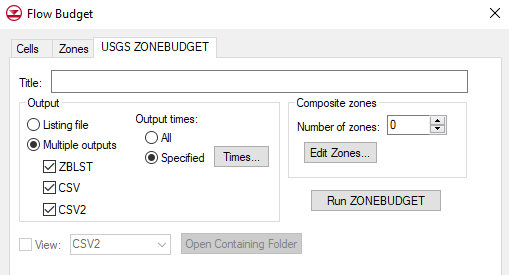 Flow Budget
Cells Zones USGS ZONEBUDGET
Title:
Output
Listing file
Multiple outputs
ZBLST
CSV
CSV2
Output times:
All
Specified Times...
Composite zones
Number of zones: 0
Edit Zones...
Run ZONEBUDGET
View: CSV2 Open Containing Folder